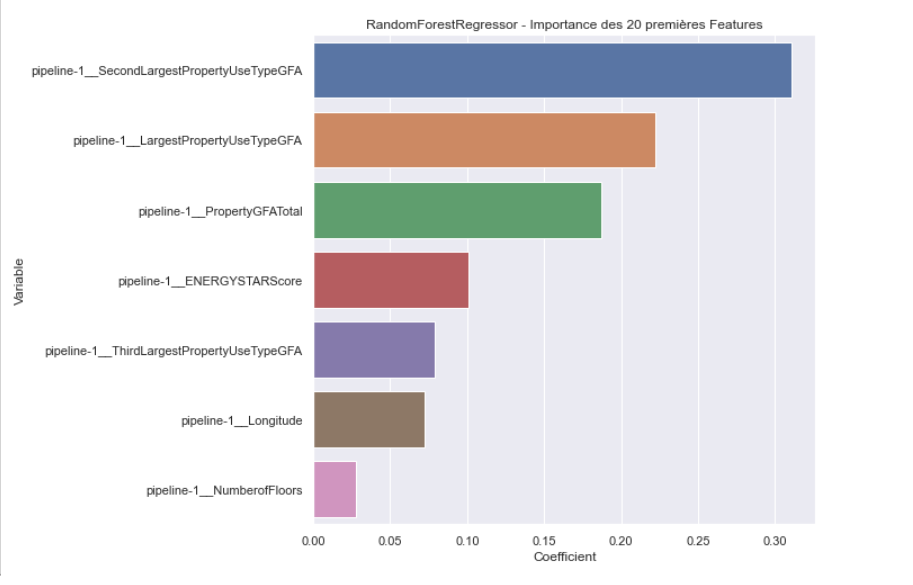 RandomForestRegressor - Importance des 20 premières Features
pipeline-1__SecondLargestPropertyUseTypeGFA
pipeline-1__LargestPropertyUseTypeGFA
pipeline-1__PropertyGFATotal
pipeline-1__ENERGYSTARScore
pipeline-1__ThirdLargestPropertyUseTypeGFA
pipeline-1__Longitude
pipeline-1__NumberofFloors
Variable
0.00 0.05 0.10 0.15 0.20 0.25 0.30
Coefficient